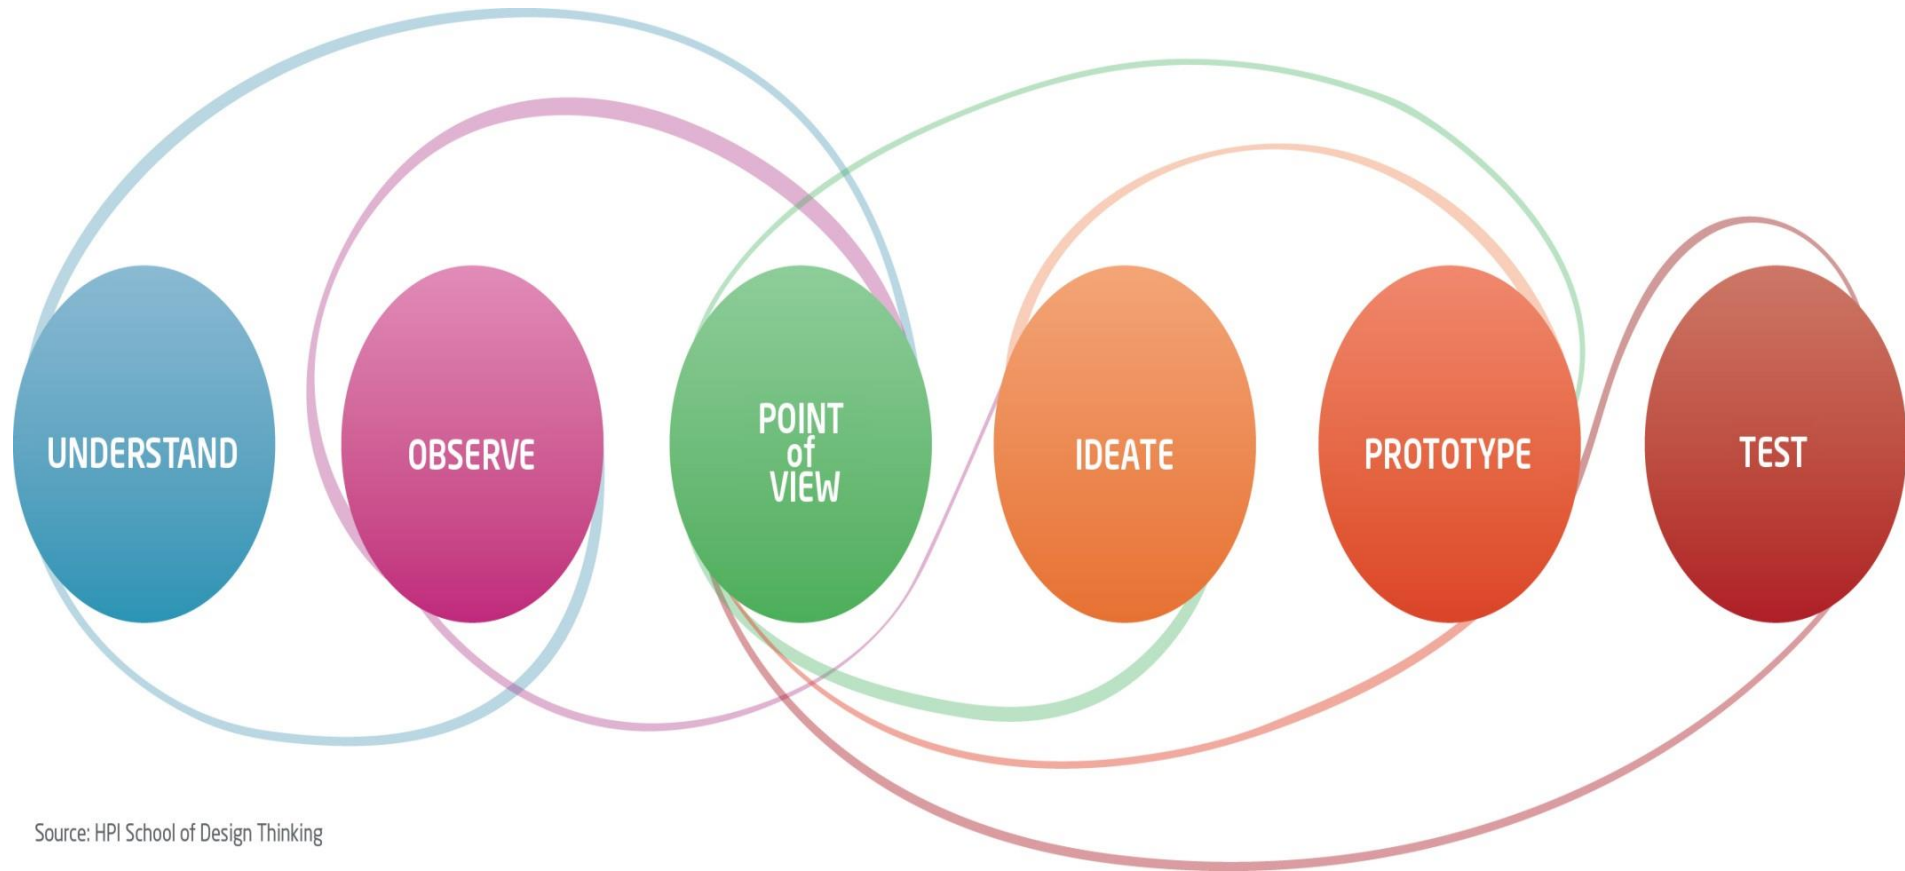 UNDERSTAND
OBSERVE
POINT
of
VIEW
IDEATE
PROTOTYPE
TEST
Source: HPI School of Design Thinking